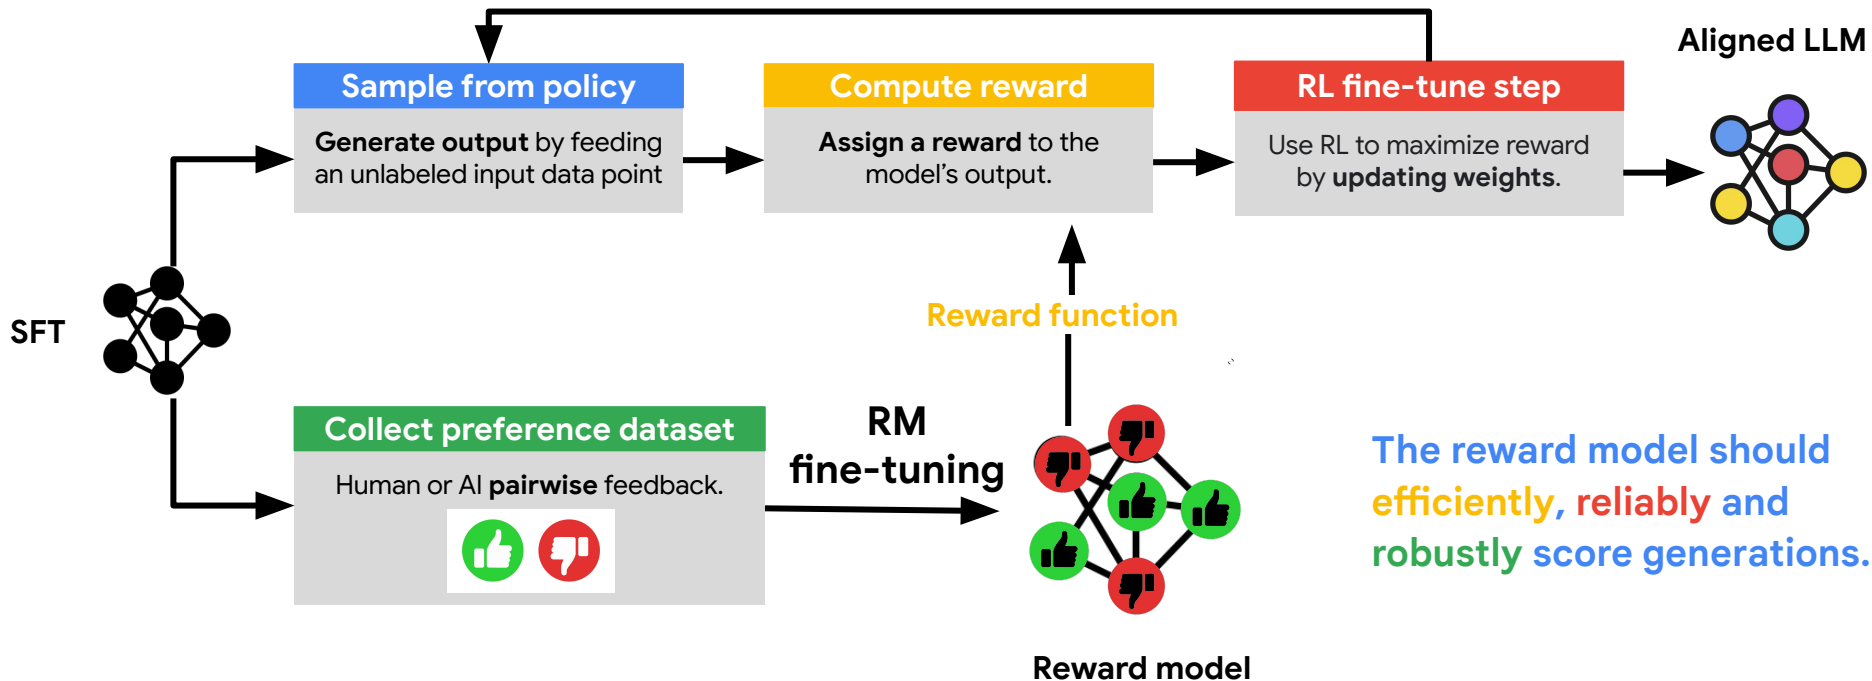 Aligned LLM
Sample from policy
Generate output by feeding
an unlabeled input data point
Compute reward
Assign a reward to the
model’s output.
RL fine-tune step
Use RL to maximize reward
by updating weights.
SFT
Reward function
Collect preference dataset
Human or AI pairwise feedback.
RM
fine-tuning
Reward model
The reward model should
efficiently, reliably and
robustly score generations.